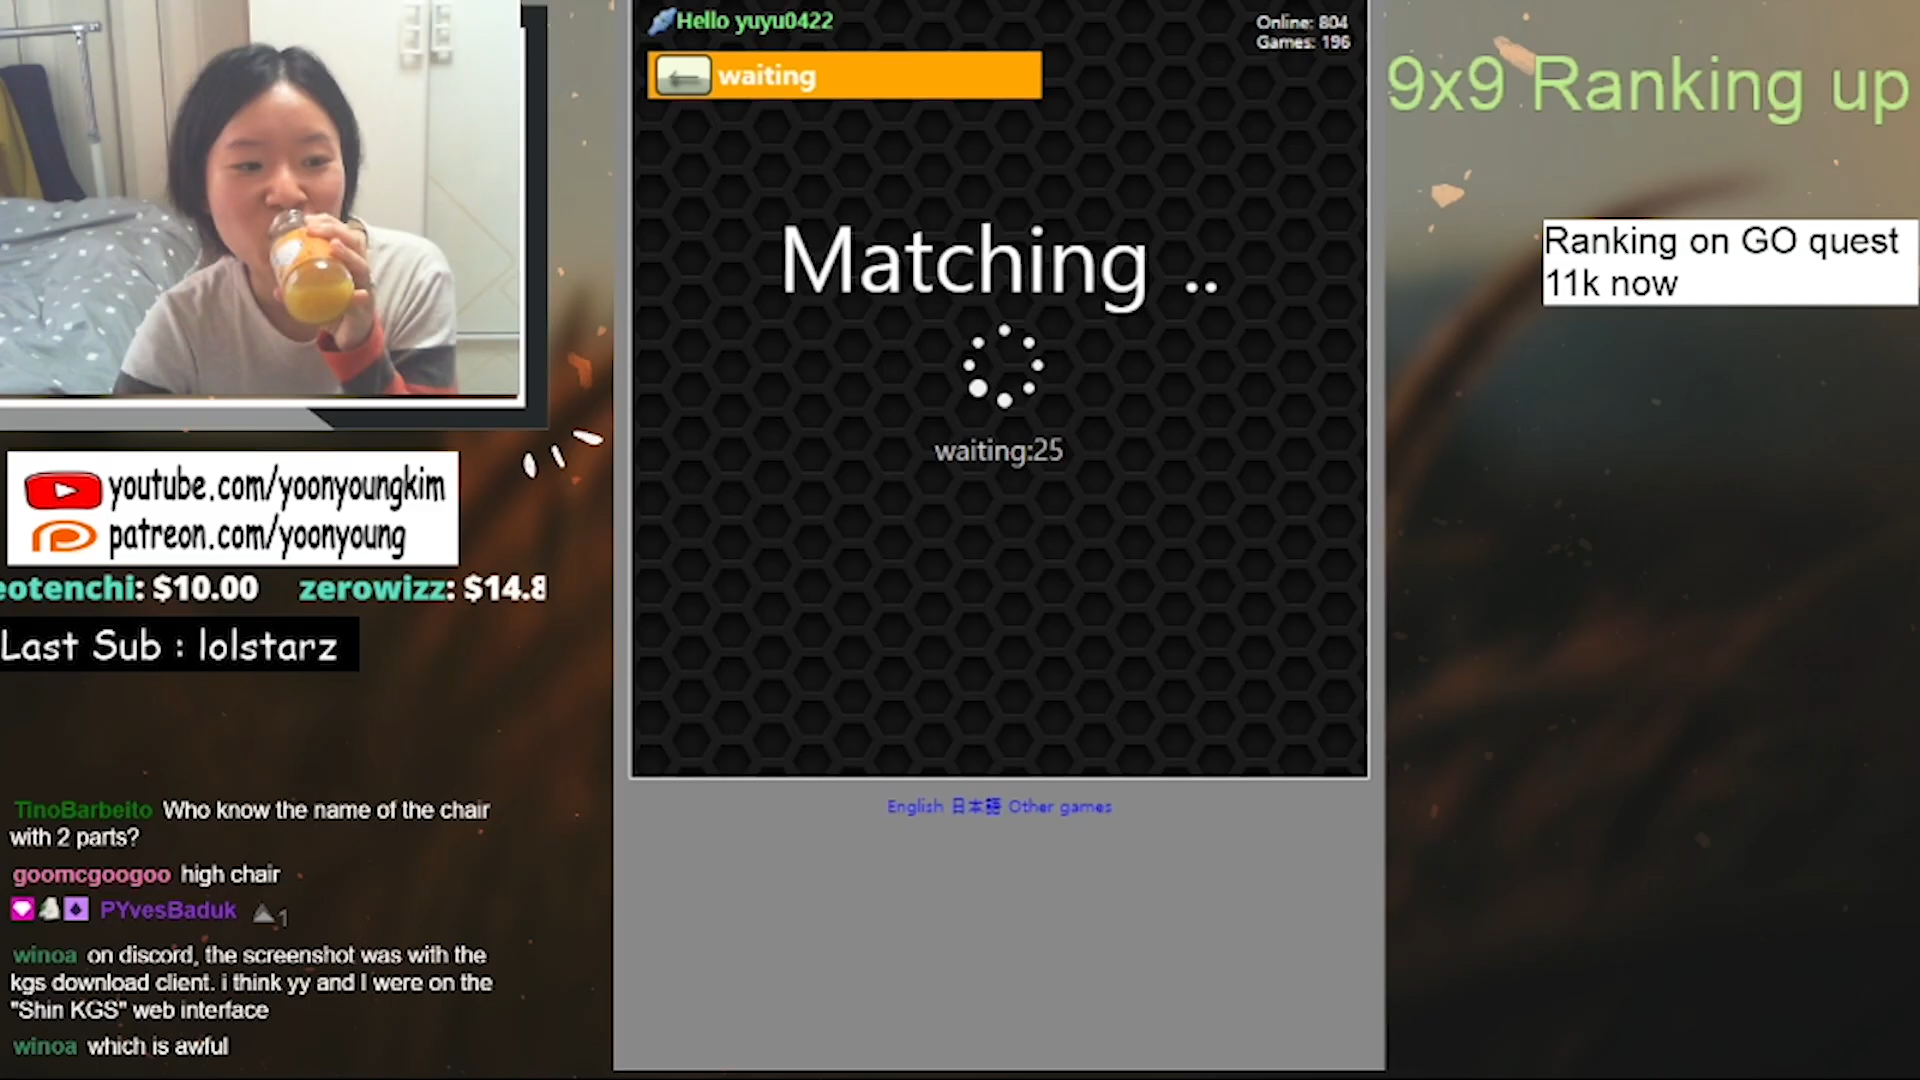 Hello yuyu0422
Online: 804
Games: 196
waiting
Matching ..
waiting:25
English 日本語 Other games
9x9 Ranking up
Ranking on GO quest
11k now
youtube.com/yoonyoungkim
patreon.com/yoonyoung
eotenchi: $10.00 zerowizz: $14.8
Last Sub : lolstarz
TinoBarbeito Who know the name of the chair
with 2 parts?
goomcgoogoo high chair
PYvesBaduk 1
winoa on discord, the screenshot was with the
kgs download client. i think yy and I were on the
"Shin KGS" web interface
winoa which is awful